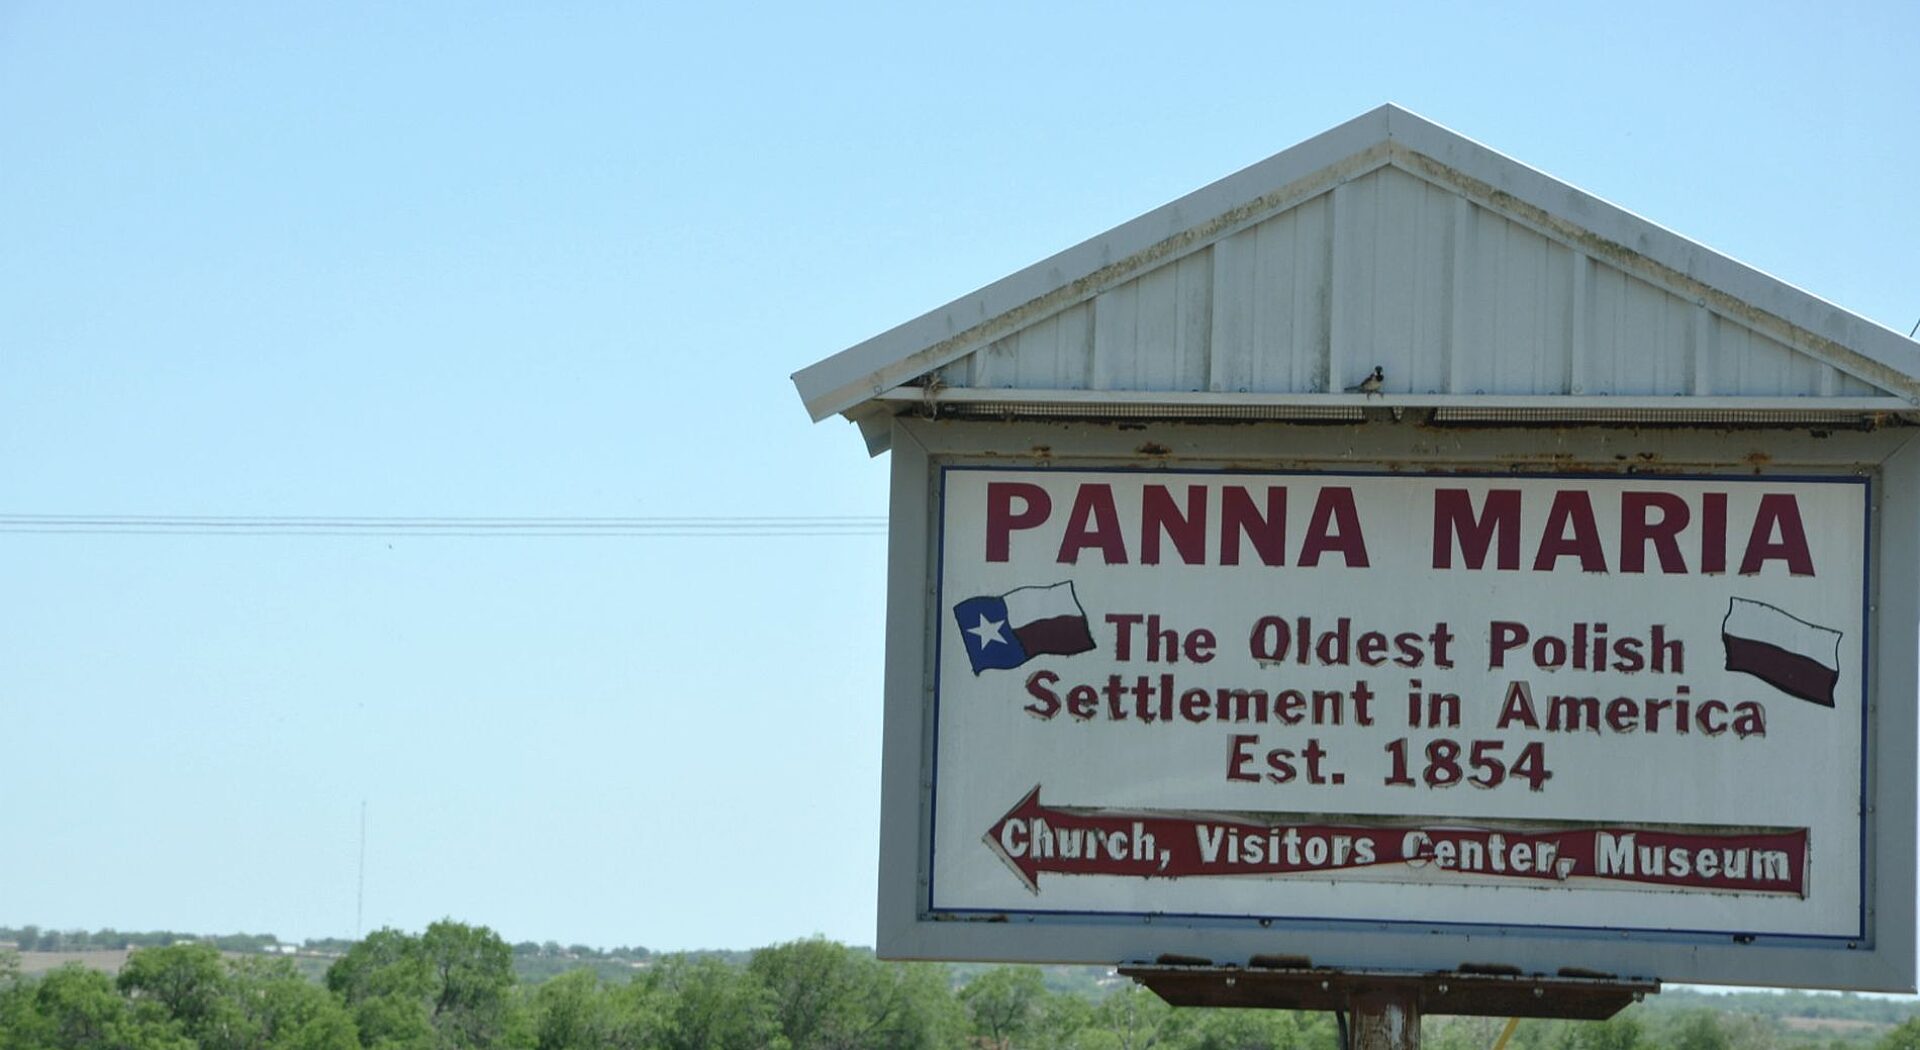 PANNA MARIA
The Oldest Polish
Settlement in America
Est. 1854
Church, Visitors Center, Museum